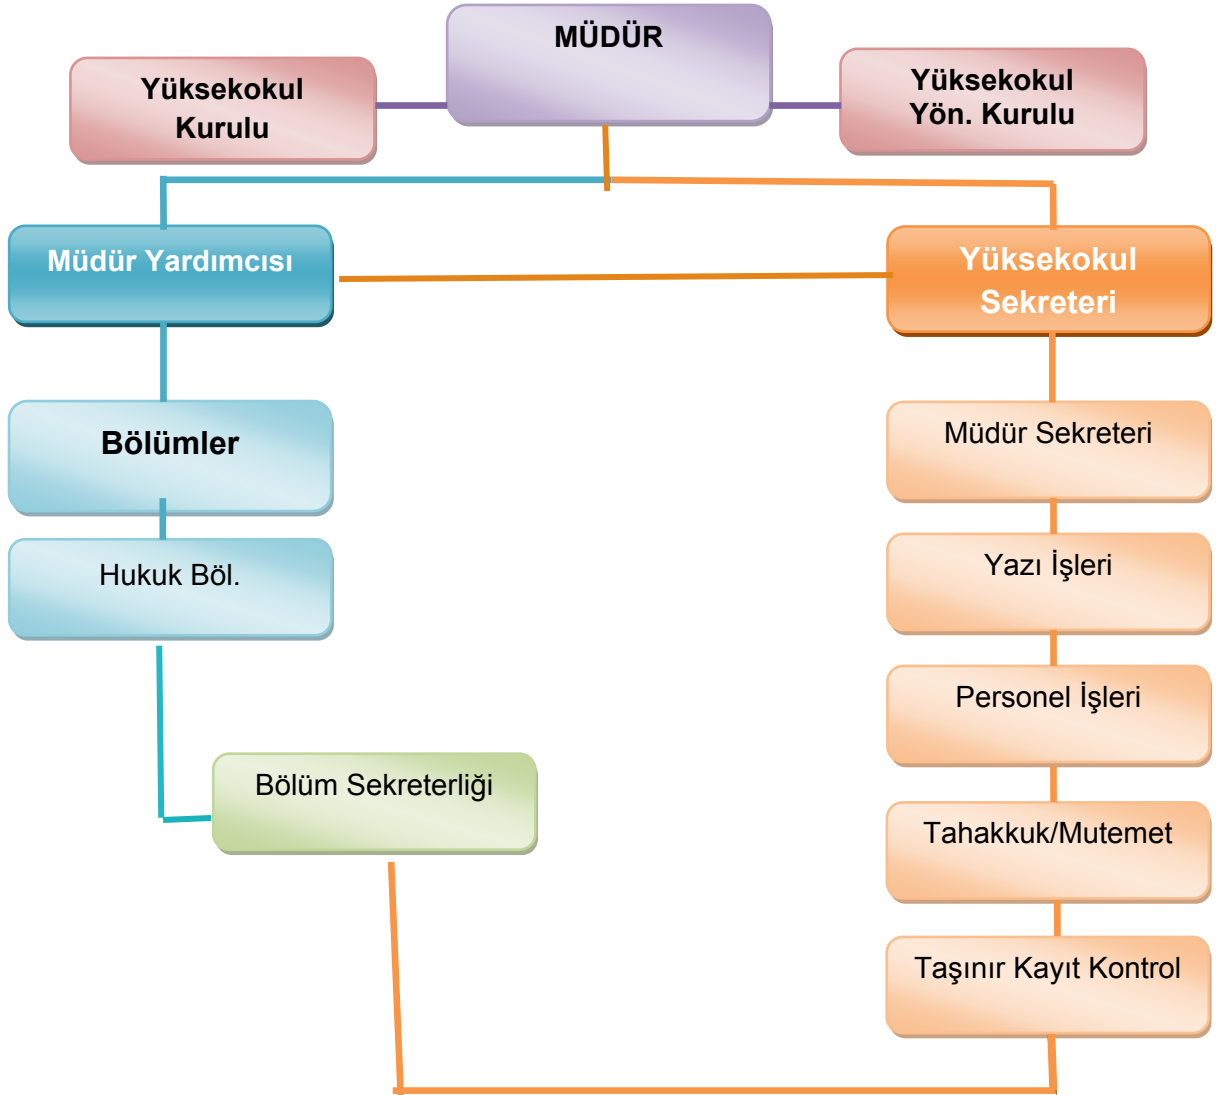 MÜDÜR
Yüksekokul
Kurulu
Yüksekokul
Yön. Kurulu
Müdür Yardımcısı
Yüksekokul
Sekreteri
Bölümler
Müdür Sekreteri
Hukuk Böl.
Yazı İşleri
Personel İşleri
Bölüm Sekreterliği
Tahakkuk/Mutemet
Taşınır Kayıt Kontrol